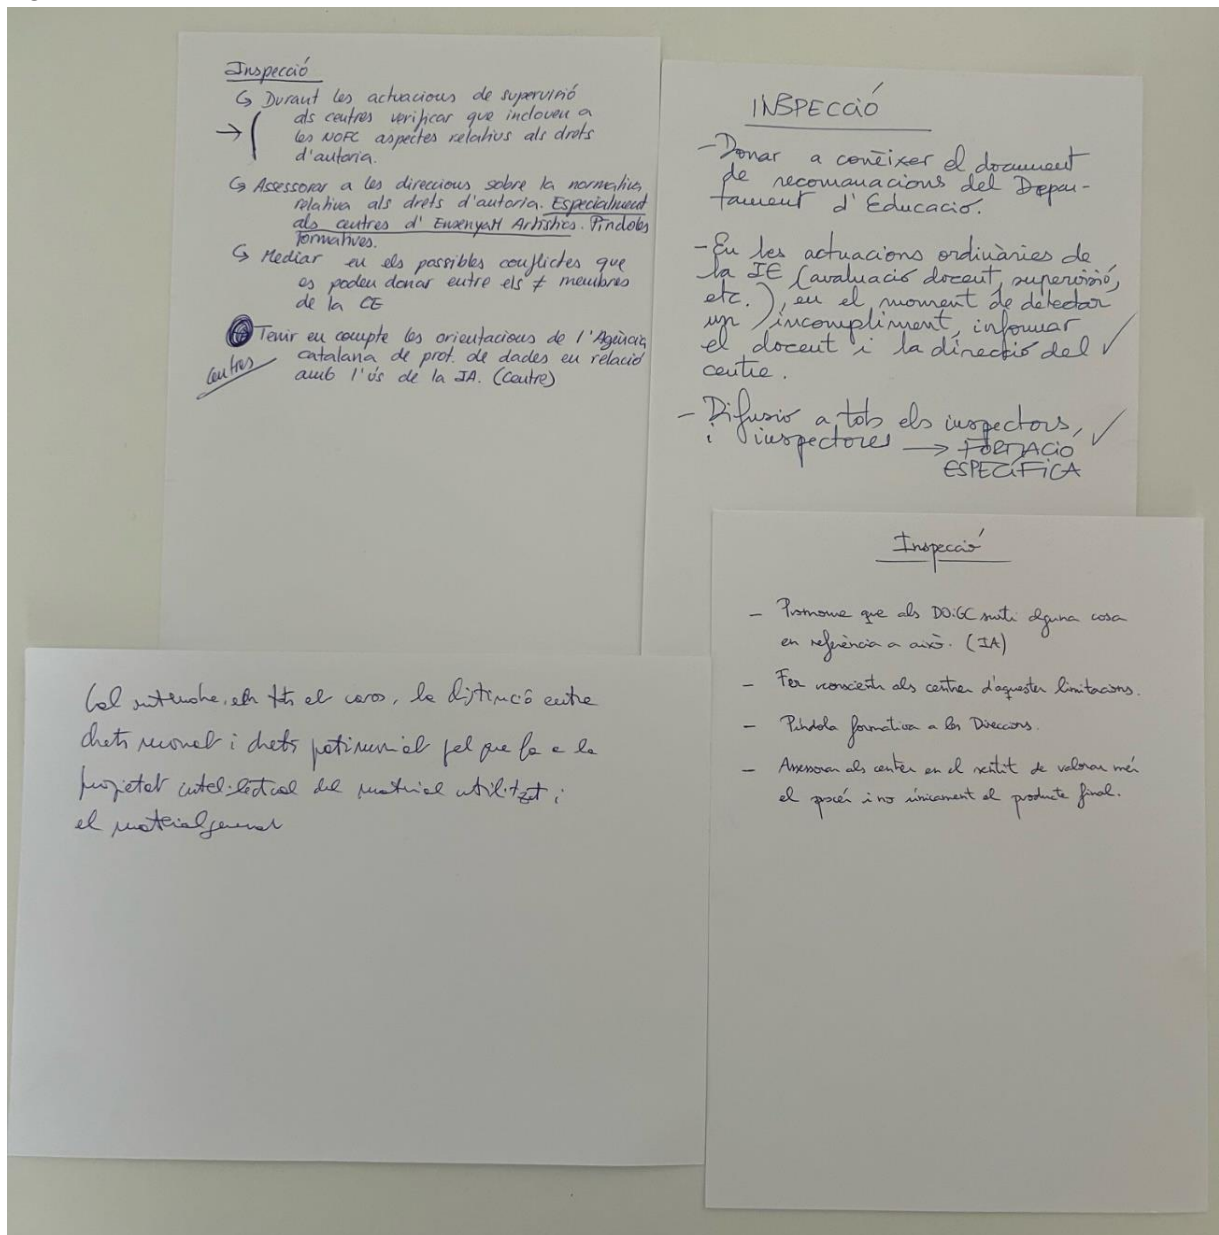 Inspecció
↳ Durant les actuacions de supervisió
als centres verificar que inclouen a
→ les NOFC aspectes relatius als drets
d'autoria.
↳ Assessorar a les direccions sobre la normativa
relativa als drets d'autoria. Especialment
als centres d'Ensenyam Artístics. Píndoles
formatives.
↳ Mediar en els possibles conflictes que
es poden donar entre els ≠ membres
de la CE
Tenir en compte les orientacions de l'Agència
catalana de prot. de dades en relació
amb l'ús de la IA. (Centre)
centres
INSPECCIÓ
- Donar a conèixer el document
de recomanacions del Depar-
tament d'Educació.
- En les actuacions ordinàries de
la IE (avaluació docent, supervisió,
etc.), en el moment de detectar
un incompliment, informar
el docent i la direcció del ✓
centre.
- Difusió a tots els inspectors, ✓
i inspectores → FORMACIÓ
ESPECÍFICA
Inspecció
- Promoure que als DOIGC surti alguna cosa
en referència a això. (IA)
- Fer conscients als centres d'aquestes limitacions.
- Píndola formativa a les Direccions.
- Assessorar als centres en el sentit de valorar més
el procés i no únicament el producte final.
Cal entendre, en tots el casos, la distinció entre
drets moral i drets patrimonial pel que fa a la
propietat intel·lectual del material utilitzat i
el material generat